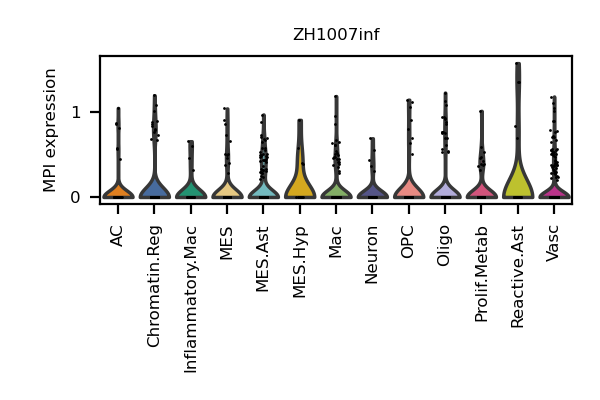 ZH1007inf
MPI expression
1
0
AC
Chromatin.Reg
Inflammatory.Mac
MES
MES.Ast
MES.Hyp
Mac
Neuron
OPC
Oligo
Prolif.Metab
Reactive.Ast
Vasc